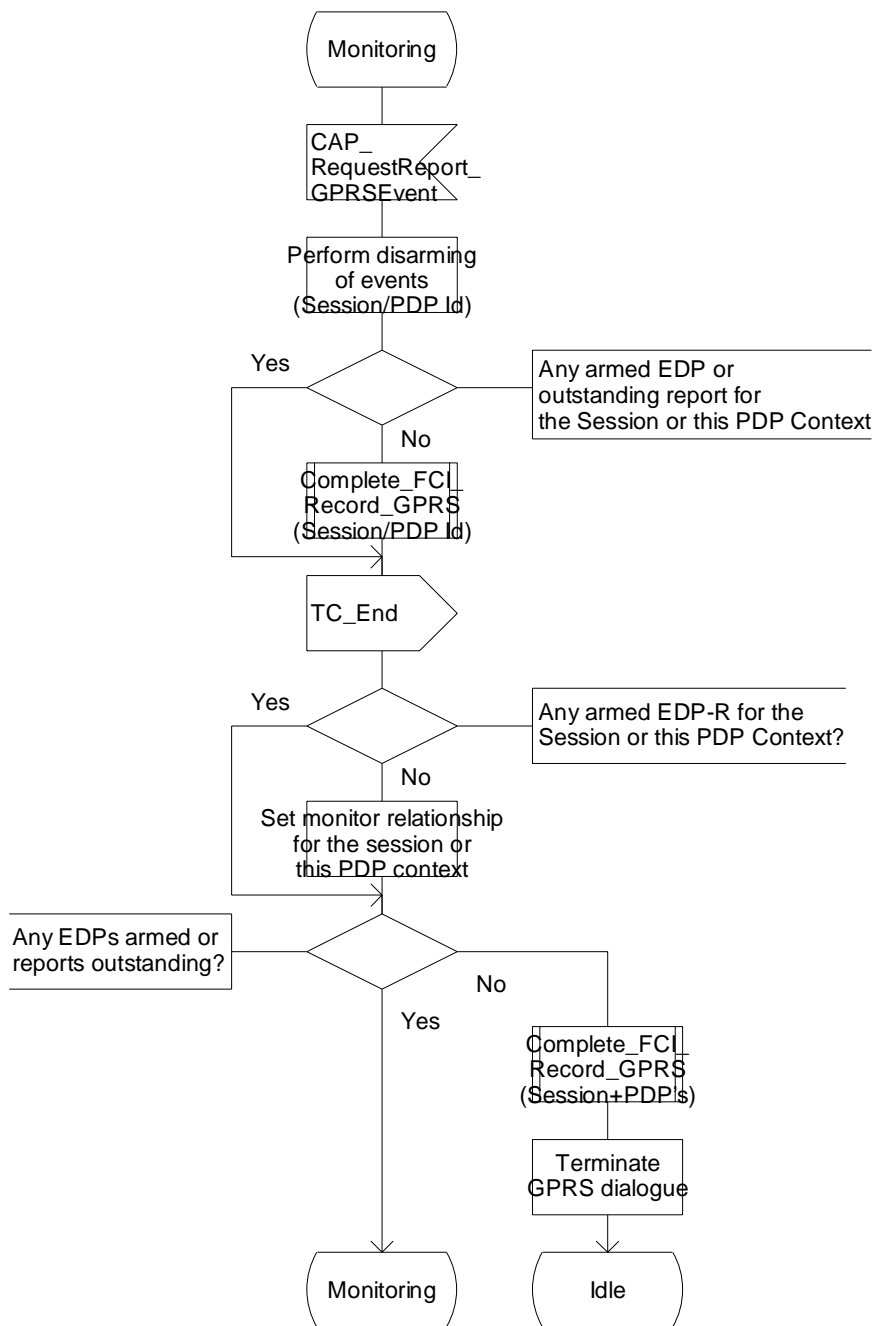 Monitoring
CAP_
RequestReport_
GPRSEvent
Perform disarming
of events
(Session/PDP Id)
Yes
Any armed EDP or
outstanding report for
the Session or this PDP Context
No
Complete_FCI_
Record_GPRS
(Session/PDP Id)
TC_End
Yes
Any armed EDP-R for the
Session or this PDP Context?
No
Set monitor relationship
for the session or
this PDP context
Any EDPs armed or
reports outstanding?
No
Yes
Complete_FCI_
Record_GPRS
(Session+PDP's)
Terminate
GPRS dialogue
Monitoring
Idle